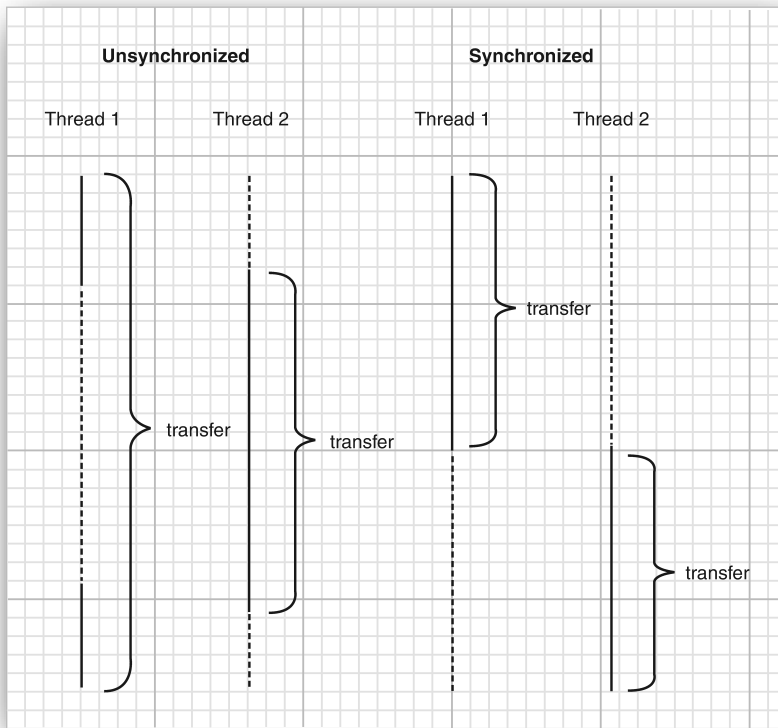 Unsynchronized
Synchronized
Thread 1
Thread 2
Thread 1
Thread 2
transfer
transfer
transfer
transfer